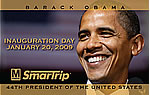 BARACK OBAMA
INAUGURATION DAY
JANUARY 20, 2009
M SmarTrip
44TH PRESIDENT OF THE UNITED STATES